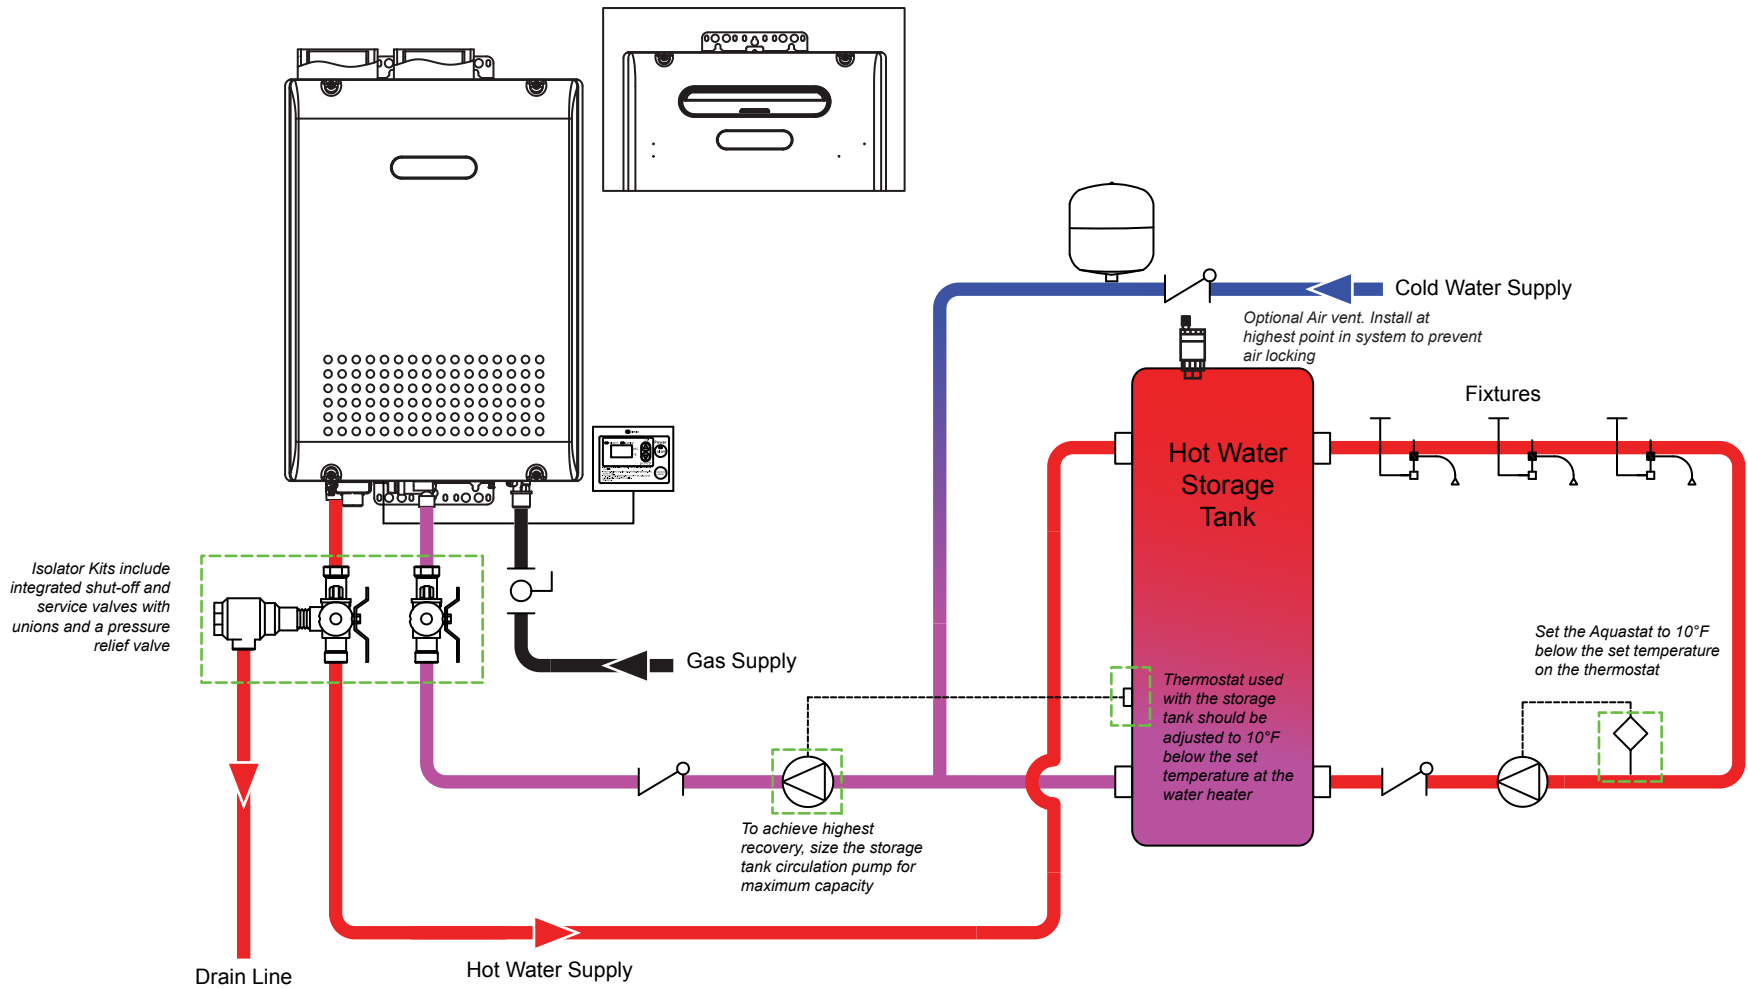 Cold Water Supply
Optional Air vent. Install at
highest point in system to prevent
air locking
Fixtures
Hot Water
Storage
Tank
Isolator Kits include
integrated shut-off and
service valves with
unions and a pressure
relief valve
Gas Supply
Set the Aquastat to 10°F
below the set temperature
on the thermostat
Thermostat used
with the storage
tank should be
adjusted to 10°F
below the set
temperature at the
water heater
To achieve highest
recovery, size the storage
tank circulation pump for
maximum capacity
Drain Line
Hot Water Supply